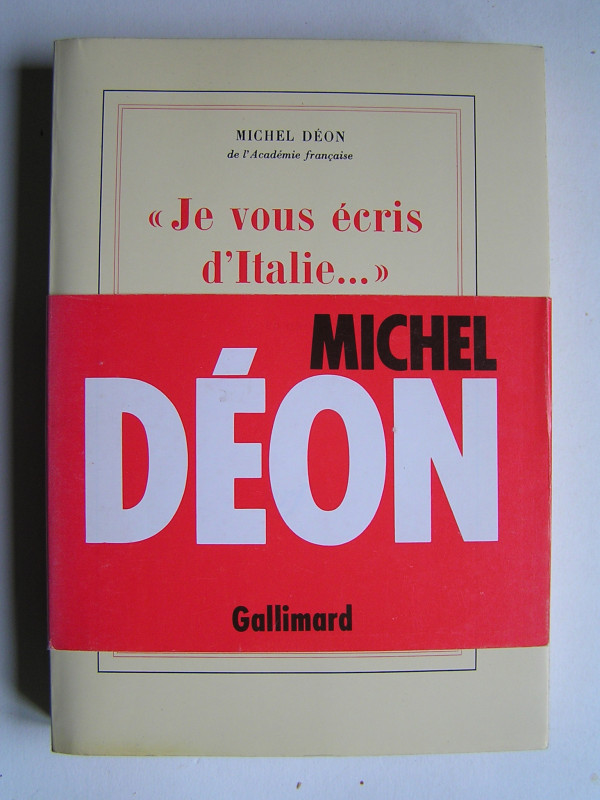 MICHEL DÉON
de l'Académie française
« Je vous écris
d'Italie... »
MICHEL
DÉON
Gallimard